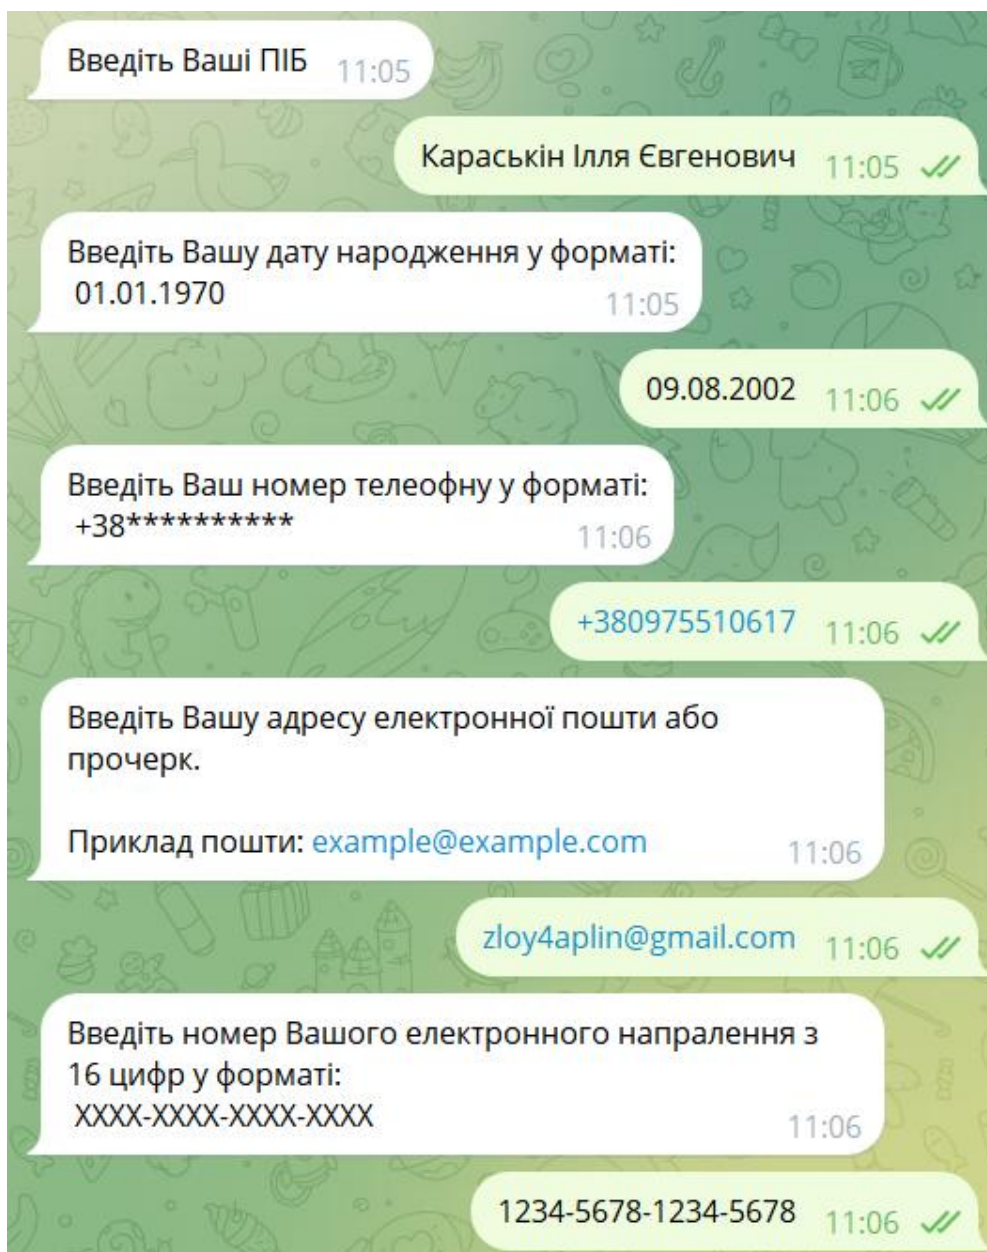 Введіть Ваші ПІБ 11:05
Караськін Ілля Євгенович 11:05
Введіть Вашу дату народження у форматі:
01.01.1970 11:05
09.08.2002 11:06
Введіть Ваш номер телеофну у форматі:
+38********** 11:06
+380975510617 11:06
Введіть Вашу адресу електронної пошти або
прочерк.
Приклад пошти: example@example.com 11:06
zloy4aplin@gmail.com 11:06
Введіть номер Вашого електронного напралення з
16 цифр у форматі:
XXXX-XXXX-XXXX-XXXX 11:06
1234-5678-1234-5678 11:06